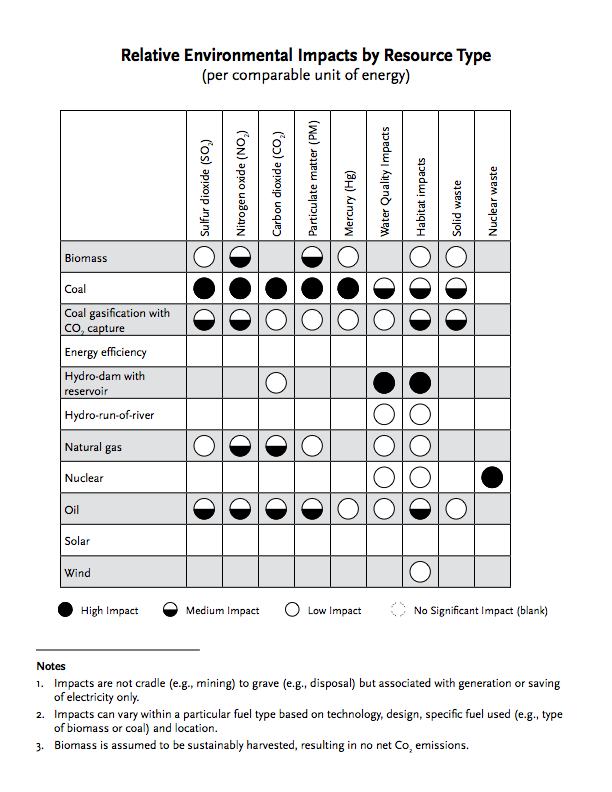 Relative Environmental Impacts by Resource Type
(per comparable unit of energy)
Sulfur dioxide (SO₂)
Nitrogen oxide (NO₂)
Carbon dioxide (CO₂)
Particulate matter (PM)
Mercury (Hg)
Water Quality Impacts
Habitat impacts
Solid waste
Nuclear waste
Biomass
Coal
Coal gasification with
CO₂ capture
Energy efficiency
Hydro-dam with
reservoir
Hydro-run-of-river
Natural gas
Nuclear
Oil
Solar
Wind
High Impact Medium Impact Low Impact No Significant Impact (blank)
Notes
1. Impacts are not cradle (e.g., mining) to grave (e.g., disposal) but associated with generation or saving
of electricity only.
2. Impacts can vary within a particular fuel type based on technology, design, specific fuel used (e.g., type
of biomass or coal) and location.
3. Biomass is assumed to be sustainably harvested, resulting in no net Co₂ emissions.